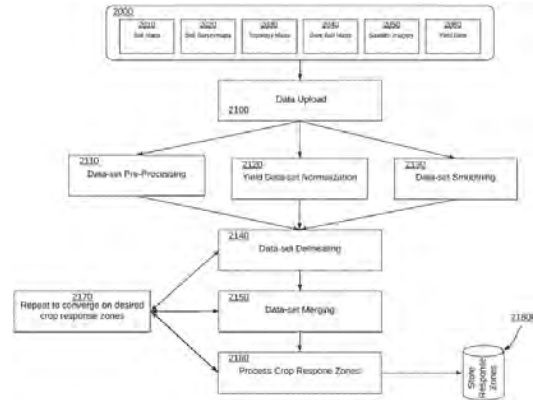 2000
2010
Soil Maps
2020
Soil Survey Maps
2030
Topology Maps
2040
Bare Soil Maps
2050
Satellite Imagery
2060
Yield Data
Data Upload
2100
2110
Data-set Pre-Processing
2120
Yield Data-set Normalization
2130
Data-set Smoothing
2140
Data-set Delineating
2170
Repeat to converge on desired
crop response zones
2150
Data-set Merging
2160
Process Crop Respone Zones
Store
Response
Zones